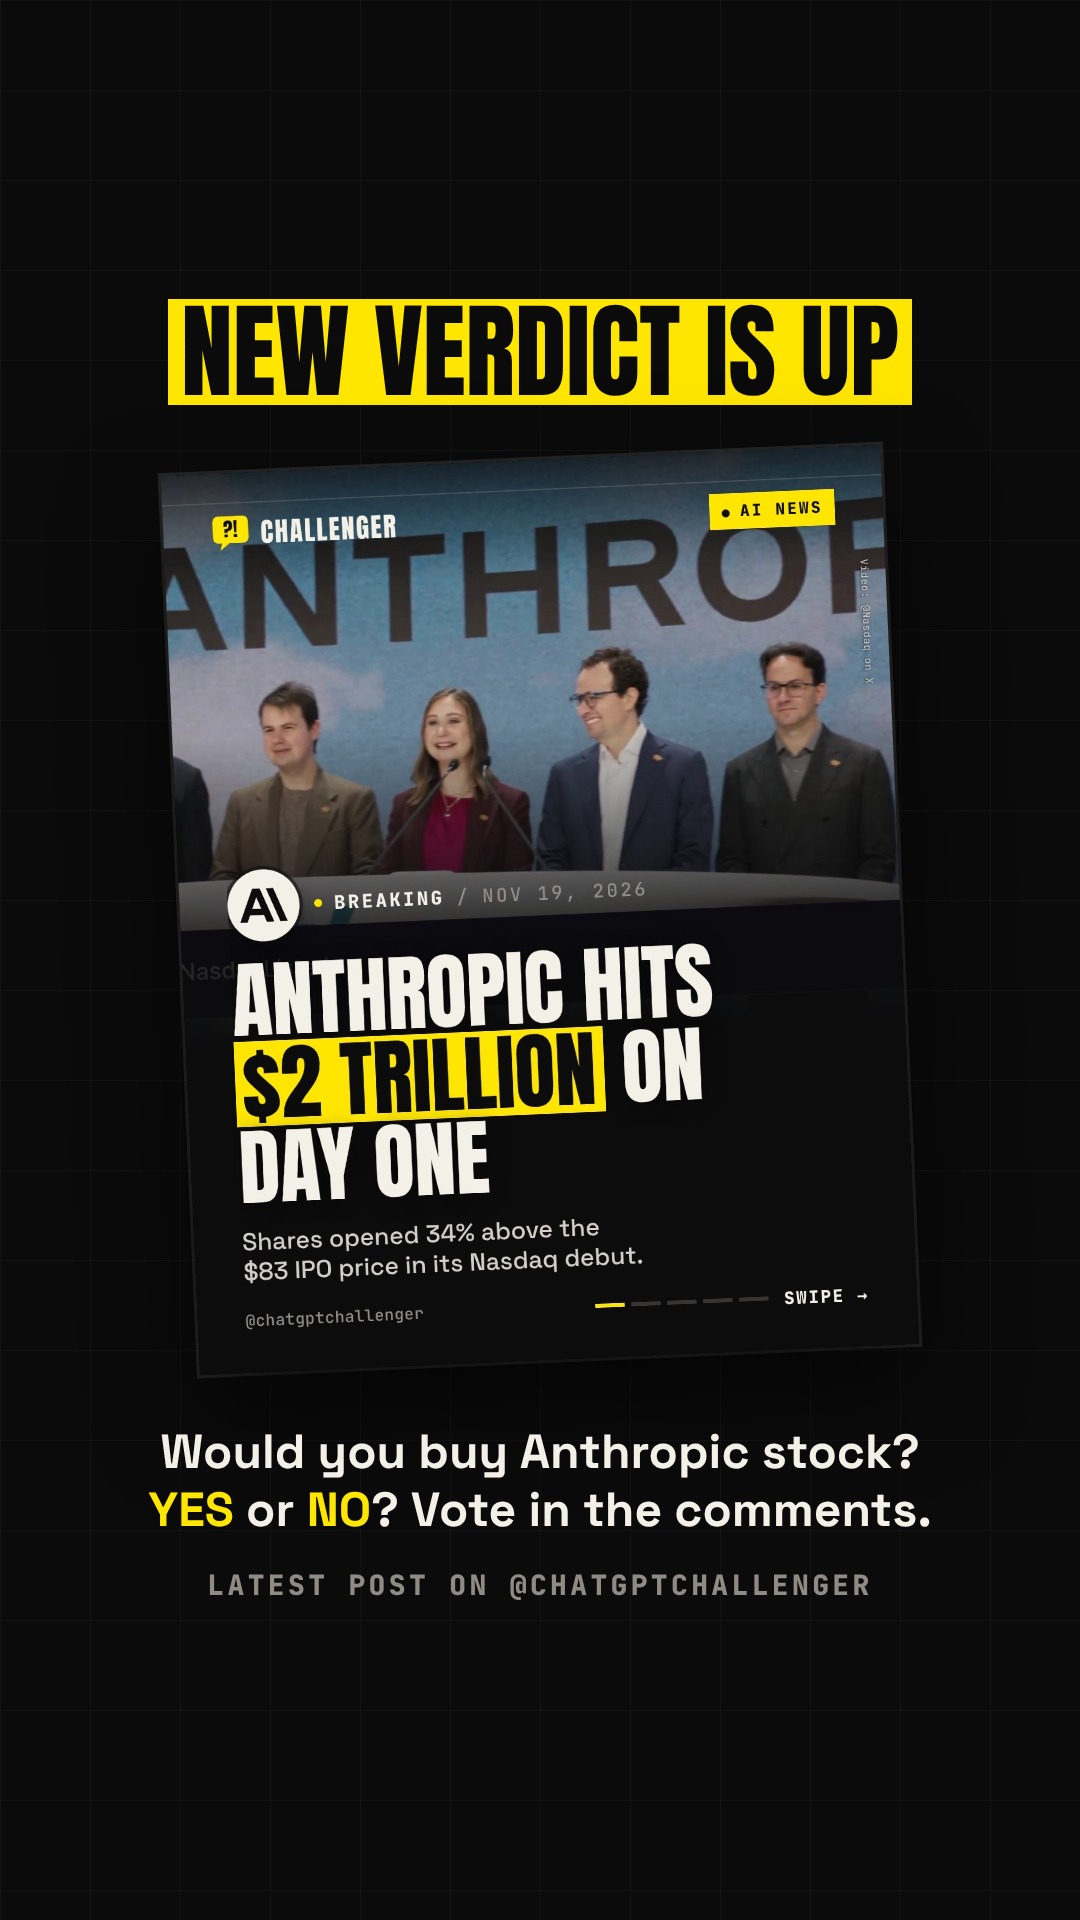 NEW VERDICT IS UP
?! CHALLENGER
● AI NEWS
ANTHROP
Video: @Nasdaq on X
● BREAKING / NOV 19, 2026
ANTHROPIC HITS
$2 TRILLION ON
DAY ONE
Shares opened 34% above the
$83 IPO price in its Nasdaq debut.
@chatgptchallenger
SWIPE →
Would you buy Anthropic stock?
YES or NO? Vote in the comments.
LATEST POST ON @CHATGPTCHALLENGER